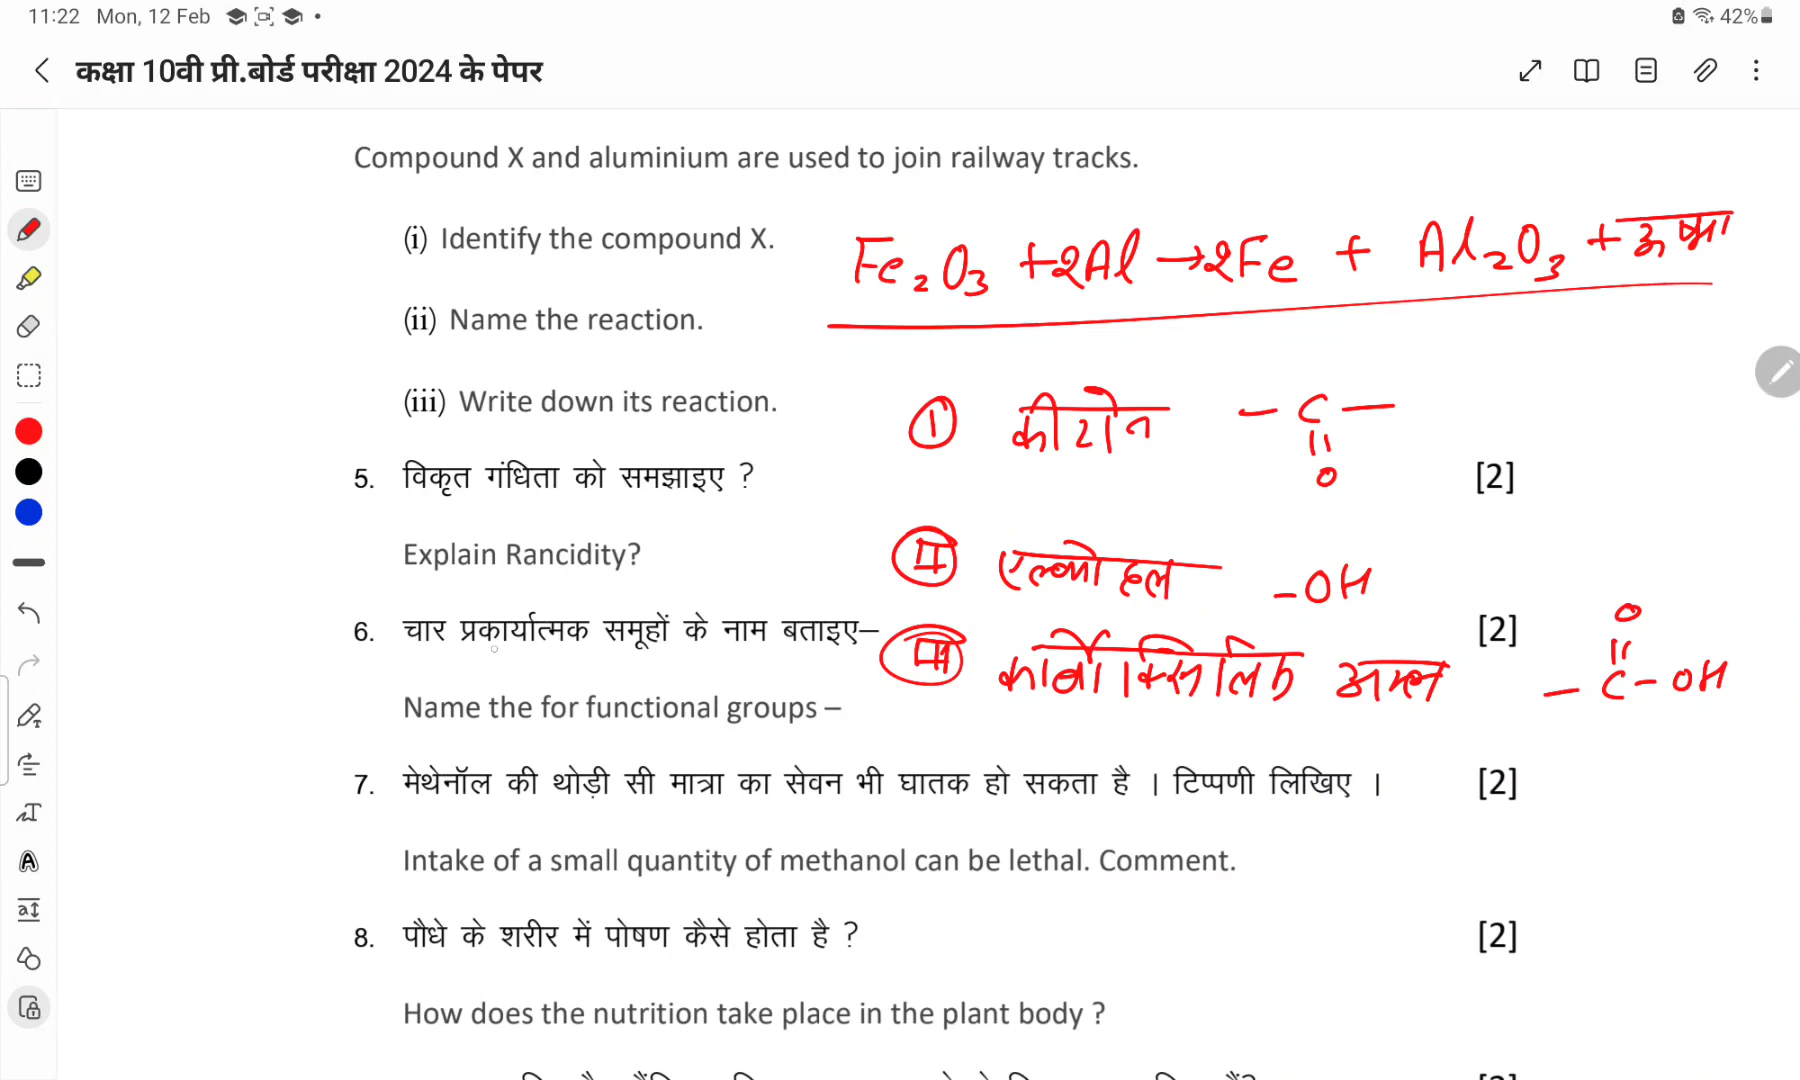 11:22 Mon, 12 Feb
42%
कक्षा 10वी प्री.बोर्ड परीक्षा 2024 के पेपर
Compound X and aluminium are used to join railway tracks.
(i) Identify the compound X.
Fe₂O₃ +2Al →2Fe + Al₂O₃ +ऊष्मा
(ii) Name the reaction.
(iii) Write down its reaction.
① कीटोन – C –
||
O
5. विकृत गंधिता को समझाइए ? [2]
Explain Rancidity?
II एल्कोहल –OH
6. चार प्रकार्यात्मक समूहों के नाम बताइए– [2]
O
||
III कार्बोक्सिलिक अम्ल – C – OH
Name the for functional groups –
7. मेथेनॉल की थोड़ी सी मात्रा का सेवन भी घातक हो सकता है । टिप्पणी लिखिए । [2]
Intake of a small quantity of methanol can be lethal. Comment.
8. पौधे के शरीर में पोषण कैसे होता है ? [2]
How does the nutrition take place in the plant body ?